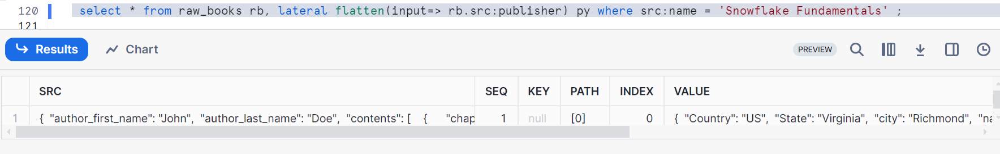 120 select * from raw_books rb, lateral flatten(input=> rb.src:publisher) py where src:name = 'Snowflake Fundamentals' ;
121
Results Chart PREVIEW
SRC SEQ KEY PATH INDEX VALUE
1 { "author_first_name": "John", "author_last_name": "Doe", "contents": [ { "chap 1 null [0] 0 { "Country": "US", "State": "Virginia", "city": "Richmond", "na